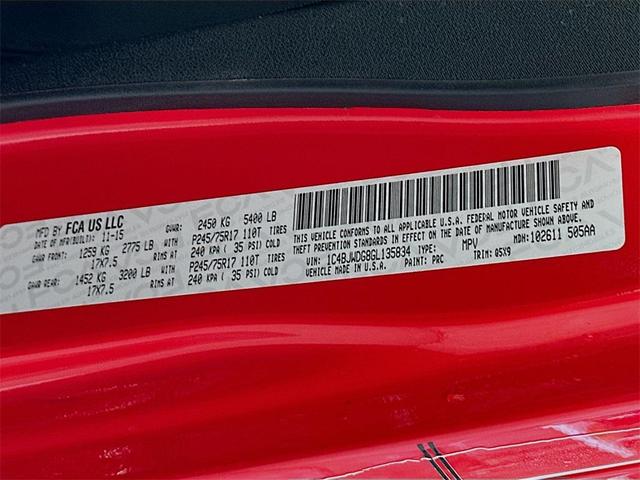 MFD BY FCA US LLC
DATE OF MFR(BUILT): 11-15 GVWR: 2450 KG 5400 LB
GAWR FRONT: 1259 KG 2775 LB WITH P245/75R17 110T TIRES
17X7.5 RIMS AT 240 KPA ( 35 PSI) COLD
GAWR REAR: 1452 KG 3200 LB P245/75R17 110T TIRES
17X7.5 RIMS AT 240 KPA ( 35 PSI) COLD
THIS VEHICLE CONFORMS TO ALL APPLICABLE U.S.A. FEDERAL MOTOR VEHICLE SAFETY AND
THEFT PREVENTION STANDARDS IN EFFECT ON THE DATE OF MANUFACTURE SHOWN ABOVE.
VIN: 1C4BJWDG8GL135834 TYPE: MPV MDH: 102611 505AA
MADE IN U.S.A. PAINT: PRC TRIM: 05X9